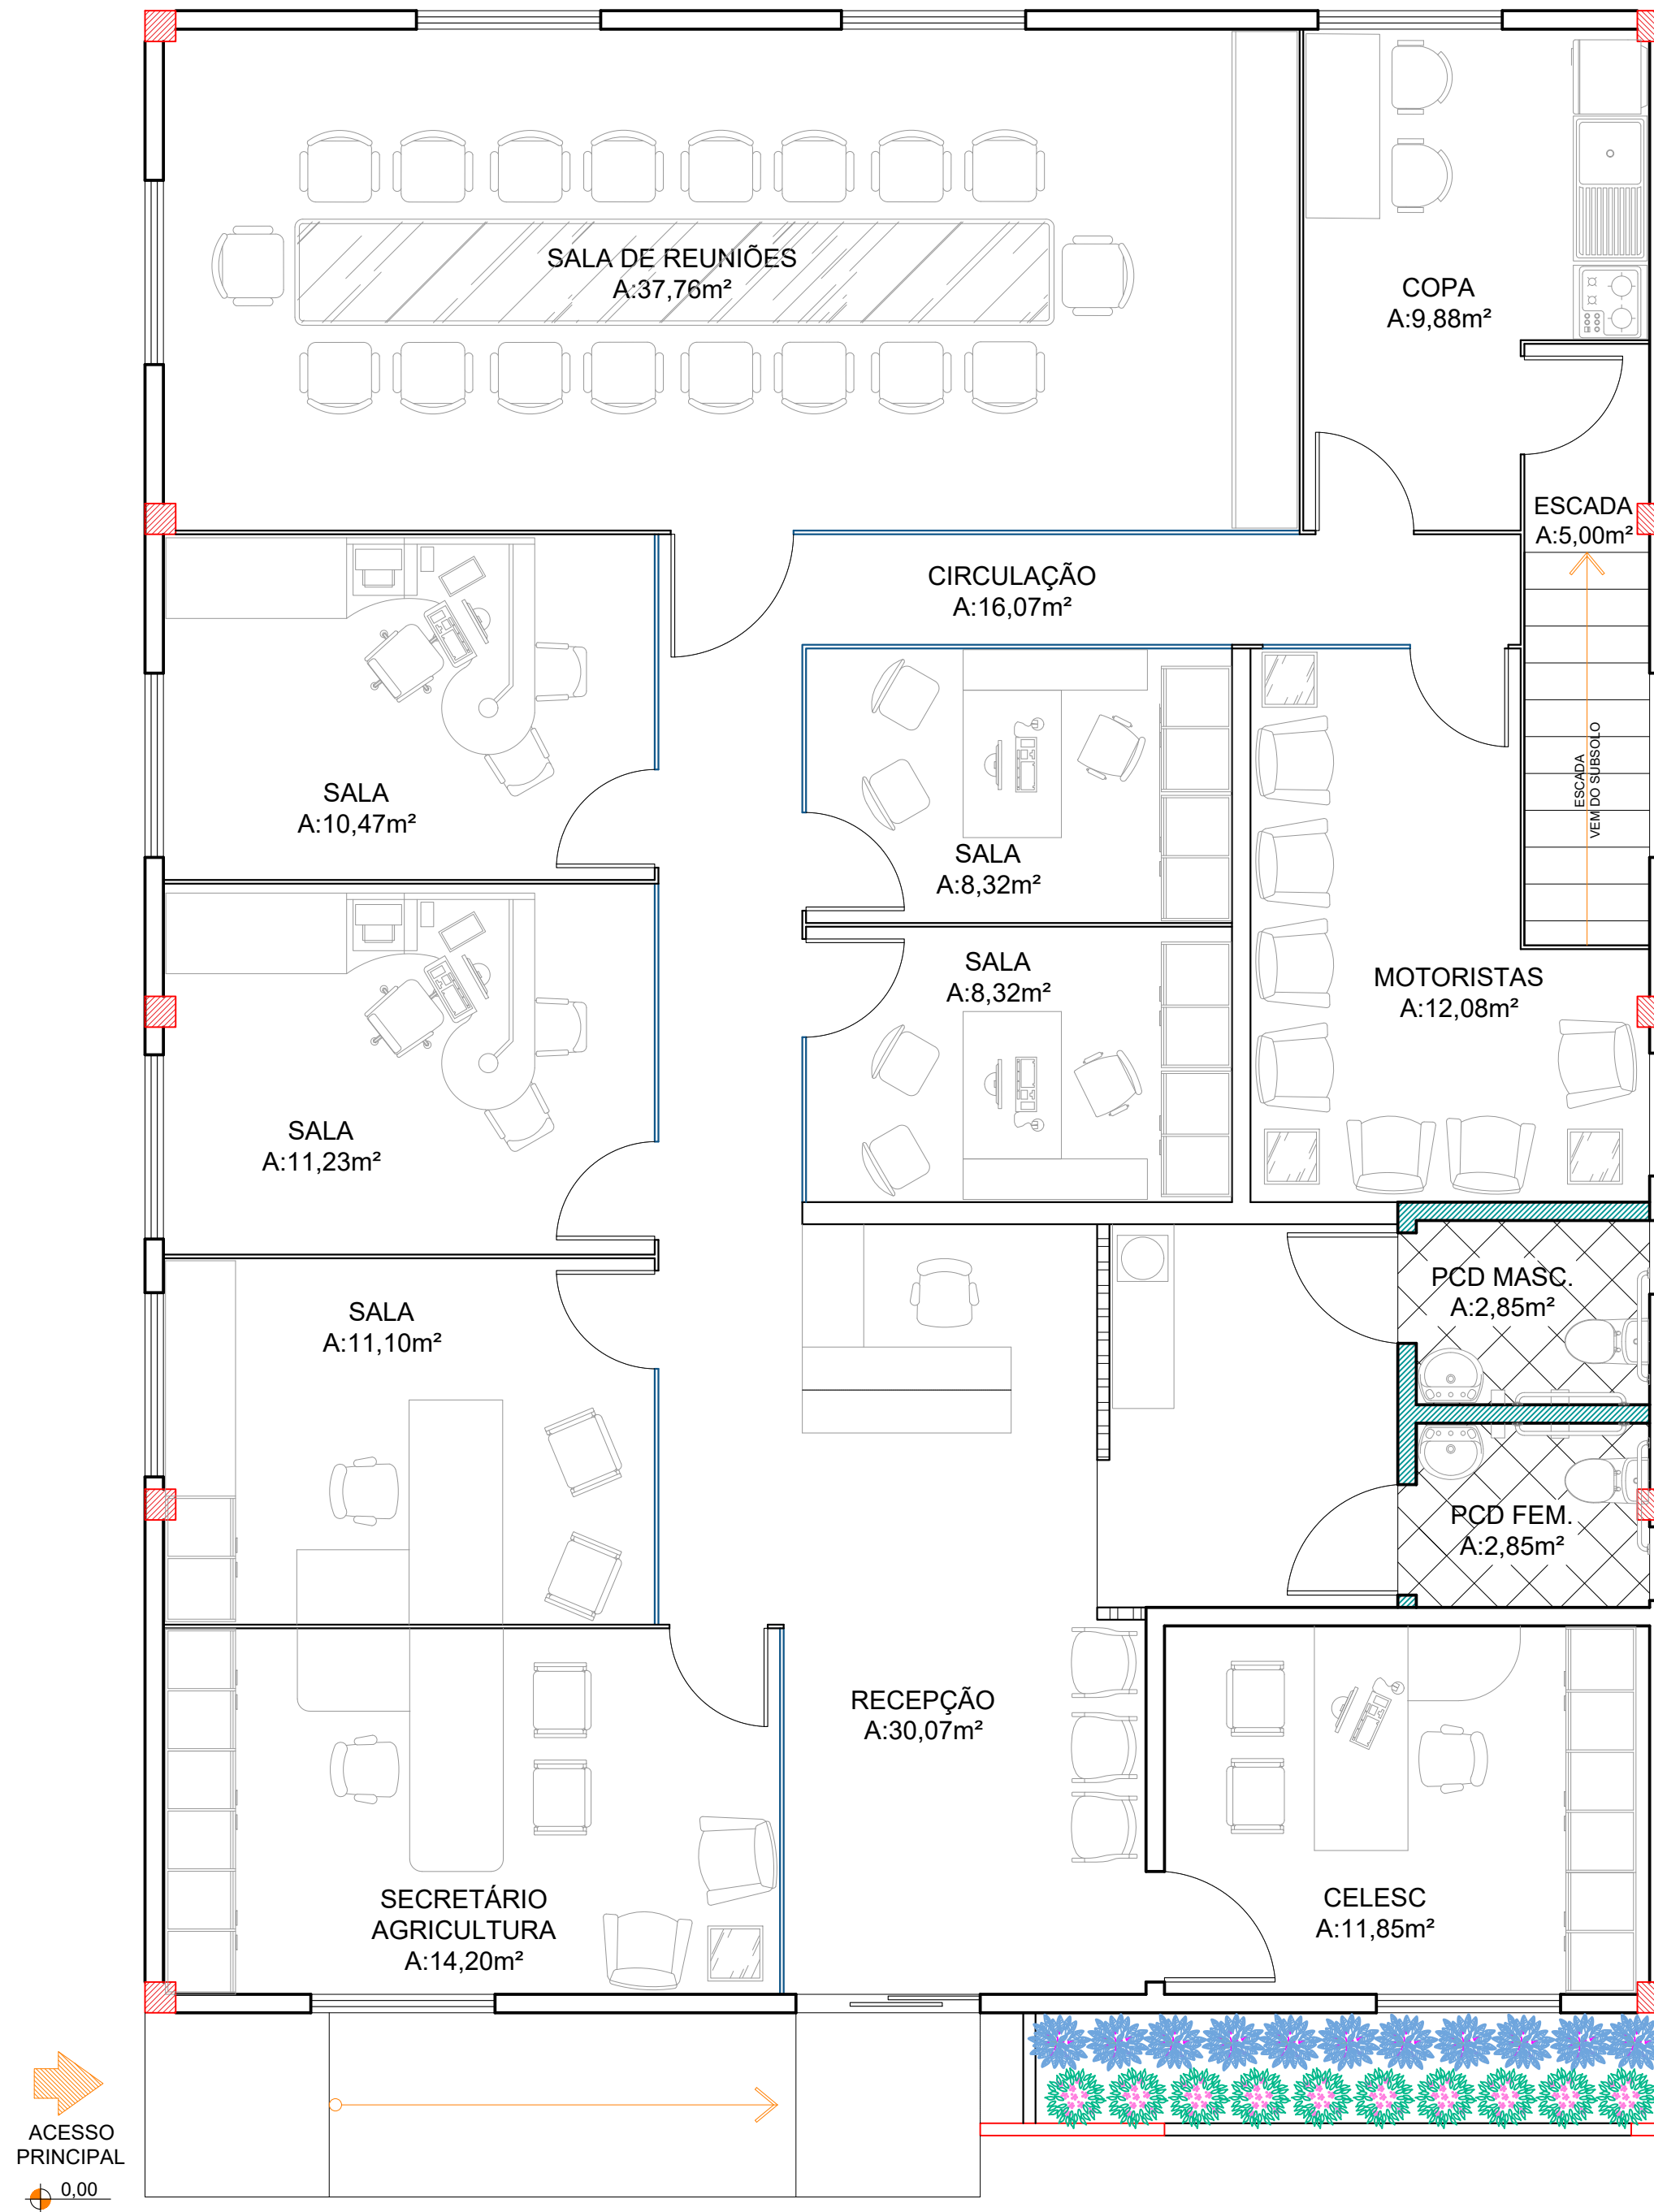 SALA DE REUNIÕES
A:37,76m²
COPA
A:9,88m²
ESCADA
A:5,00m²
CIRCULAÇÃO
A:16,07m²
ESCADA
VEM DO SUBSOLO
SALA
A:10,47m²
SALA
A:8,32m²
SALA
A:8,32m²
MOTORISTAS
A:12,08m²
SALA
A:11,23m²
PCD MASC.
A:2,85m²
SALA
A:11,10m²
PCD FEM.
A:2,85m²
RECEPÇÃO
A:30,07m²
SECRETÁRIO
AGRICULTURA
A:14,20m²
CELESC
A:11,85m²
ACESSO
PRINCIPAL
0,00